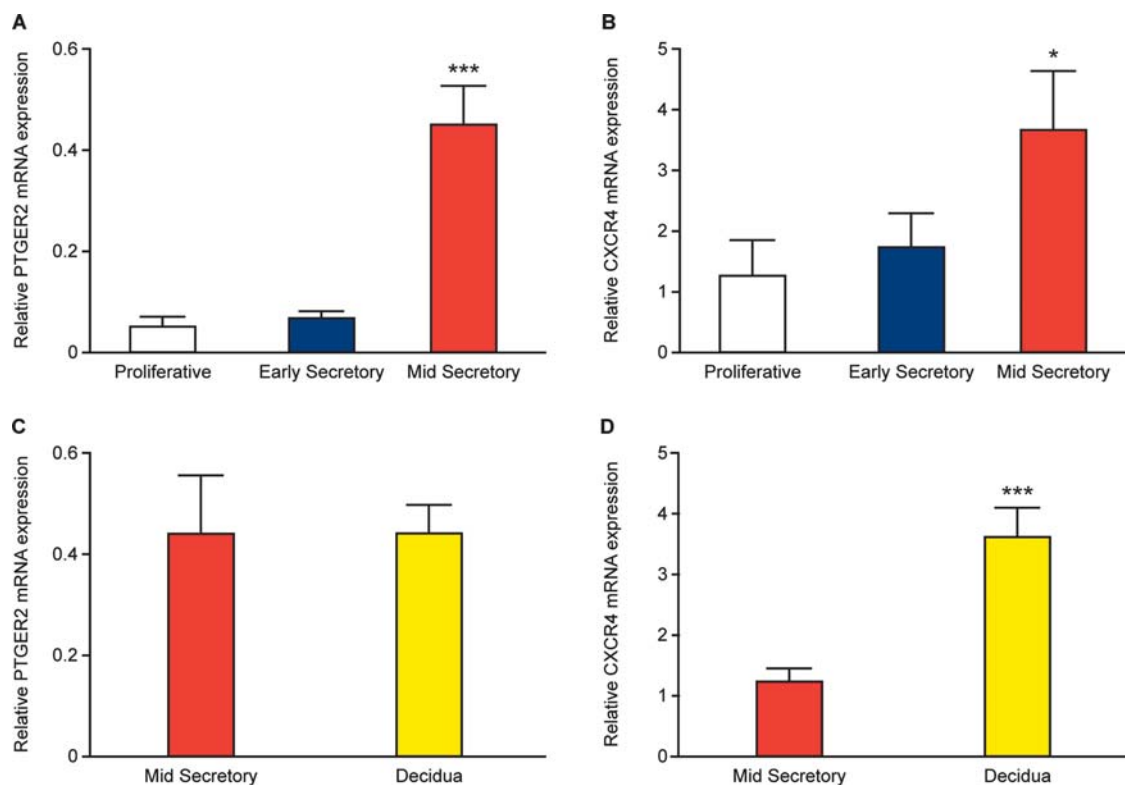 A
Relative PTGER2 mRNA expression
0.6
0.4
0.2
0
***
Proliferative
Early Secretory
Mid Secretory
B
Relative CXCR4 mRNA expression
5
4
3
2
1
0
*
Proliferative
Early Secretory
Mid Secretory
C
Relative PTGER2 mRNA expression
0.6
0.4
0.2
0
Mid Secretory
Decidua
D
Relative CXCR4 mRNA expression
5
4
3
2
1
0
***
Mid Secretory
Decidua